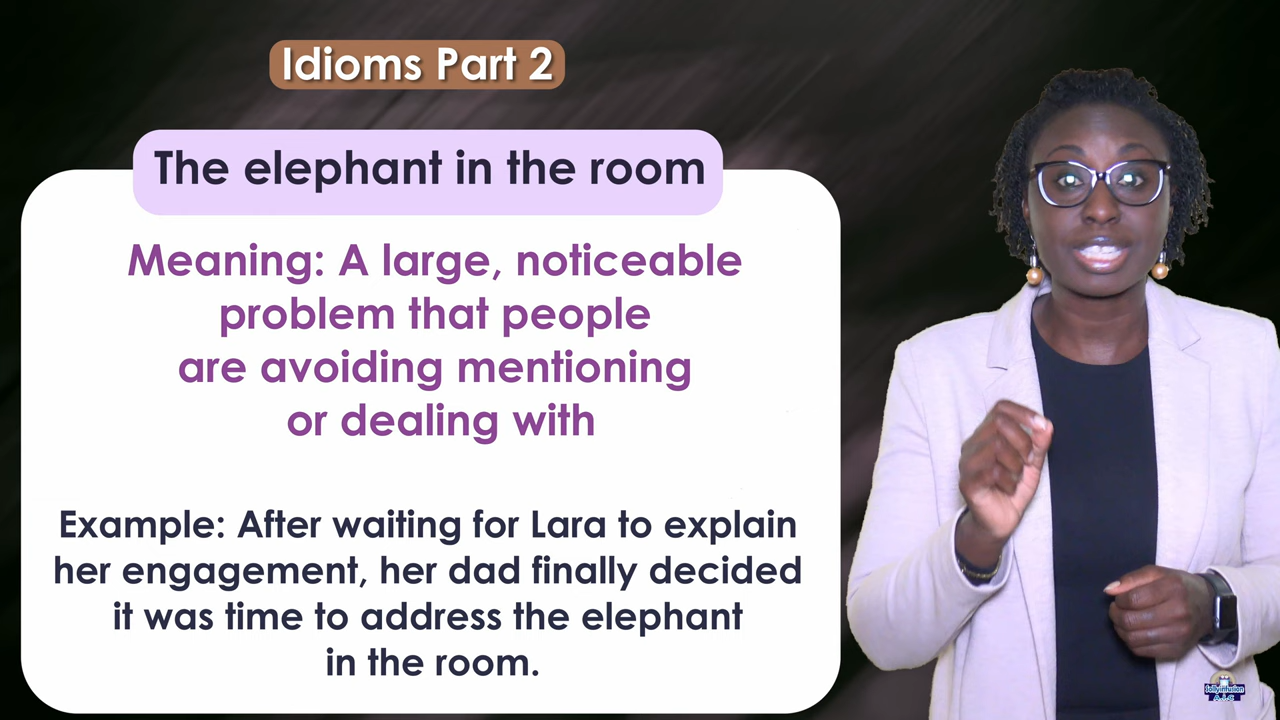 Idioms Part 2
The elephant in the room
Meaning: A large, noticeable
problem that people
are avoiding mentioning
or dealing with
Example: After waiting for Lara to explain
her engagement, her dad finally decided
it was time to address the elephant
in the room.